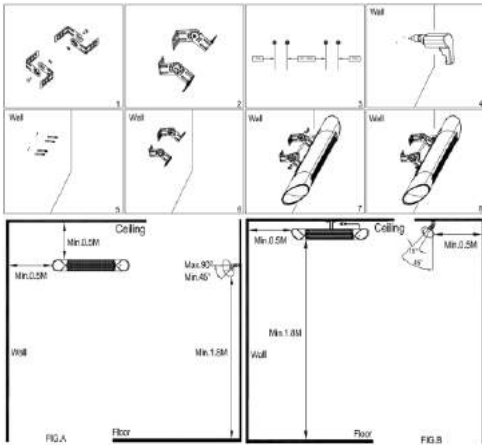 1
2
3
Wall
4
Wall
5
Wall
6
Wall
7
Wall
8
Ceiling
Min.0.5M
Min.0.5M
Max.90°
Min.45°
Min.1.8M
Wall
Floor
FIG.A
Ceiling
Min.0.5M
Min.0.5M
Min.1.8M
Wall
Floor
FIG.B